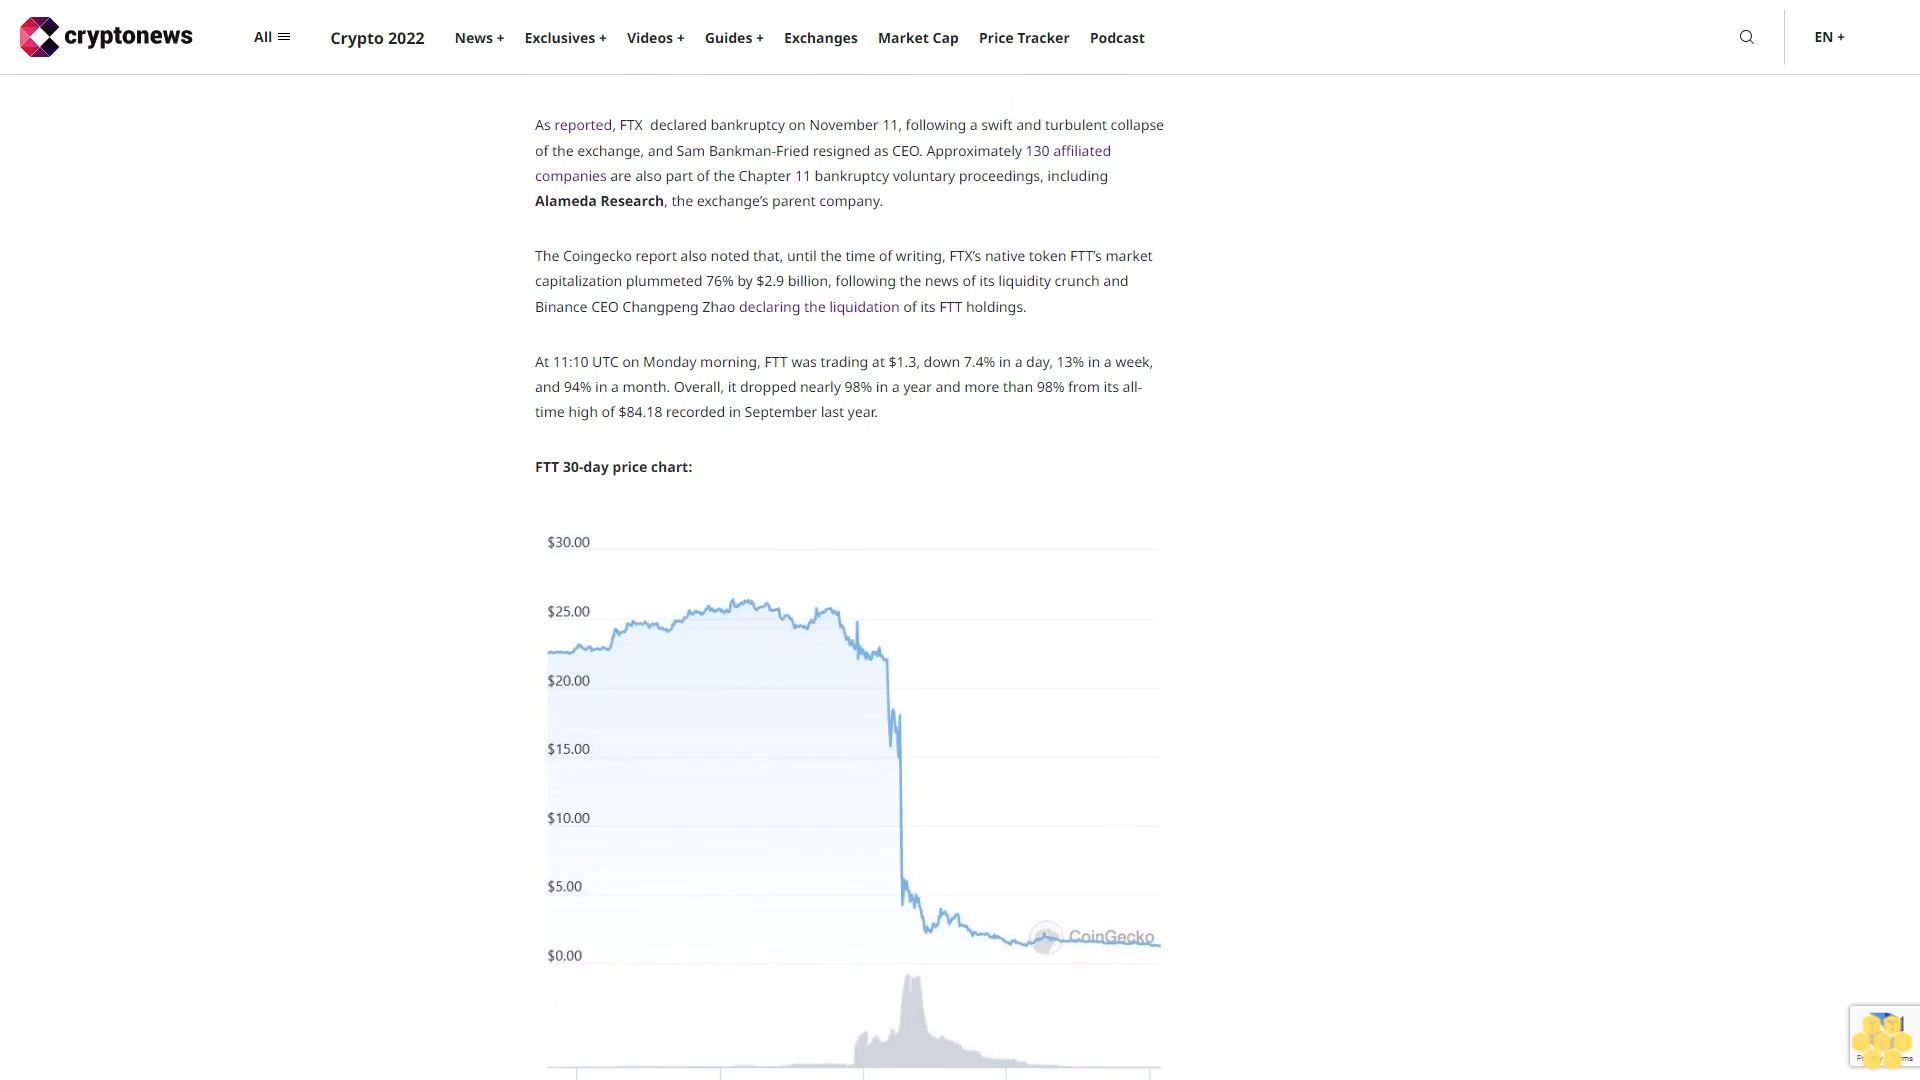 cryptonews
All
Crypto 2022
News +
Exclusives +
Videos +
Guides +
Exchanges
Market Cap
Price Tracker
Podcast
EN +
As reported, FTX declared bankruptcy on November 11, following a swift and turbulent collapse
of the exchange, and Sam Bankman-Fried resigned as CEO. Approximately 130 affiliated
companies are also part of the Chapter 11 bankruptcy voluntary proceedings, including
Alameda Research, the exchange’s parent company.
The Coingecko report also noted that, until the time of writing, FTX’s native token FTT’s market
capitalization plummeted 76% by $2.9 billion, following the news of its liquidity crunch and
Binance CEO Changpeng Zhao declaring the liquidation of its FTT holdings.
At 11:10 UTC on Monday morning, FTT was trading at $1.3, down 7.4% in a day, 13% in a week,
and 94% in a month. Overall, it dropped nearly 98% in a year and more than 98% from its all-
time high of $84.18 recorded in September last year.
FTT 30-day price chart:
$30.00
$25.00
$20.00
$15.00
$10.00
$5.00
CoinGecko
$0.00